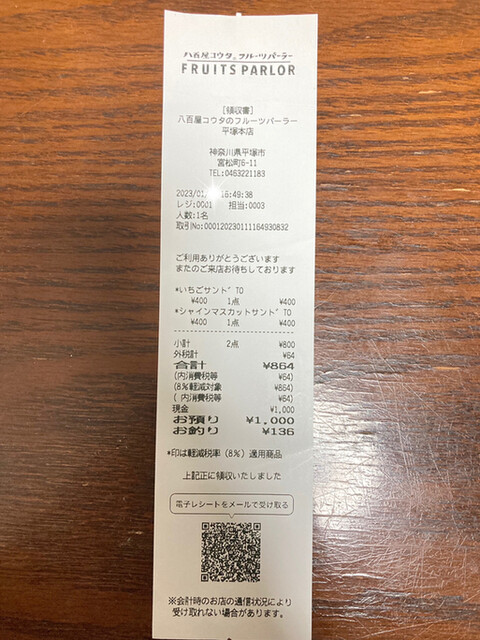 八百屋コウタのフルーツパーラー
FRUITS PARLOR
[領収書]
八百屋コウタのフルーツパーラー
平塚本店
神奈川県平塚市
宮松町6-11
TEL:0463221183
2023/01/ 16:49:38
レジ:0001 担当:0003
人数:1名
取引No:000120230111164930832
ご利用ありがとうございます
またのご来店お待ちしております
*いちごサンド゛TO
¥400 1点 ¥400
*シャインマスカットサンド゛TO
¥400 1点 ¥400
小計 2点 ¥800
外税計 ¥64
合計 ¥864
(内消費税等 ¥64)
(8%軽減対象 ¥864)
( 内消費税等 ¥64)
現金 ¥1,000
お預り ¥1,000
お釣り ¥136
*印は軽減税率(8%)適用商品
上記正に領収いたしました
電子レシートをメールで受け取る
※会計時のお店の通信状況により
受け取れない場合があります。